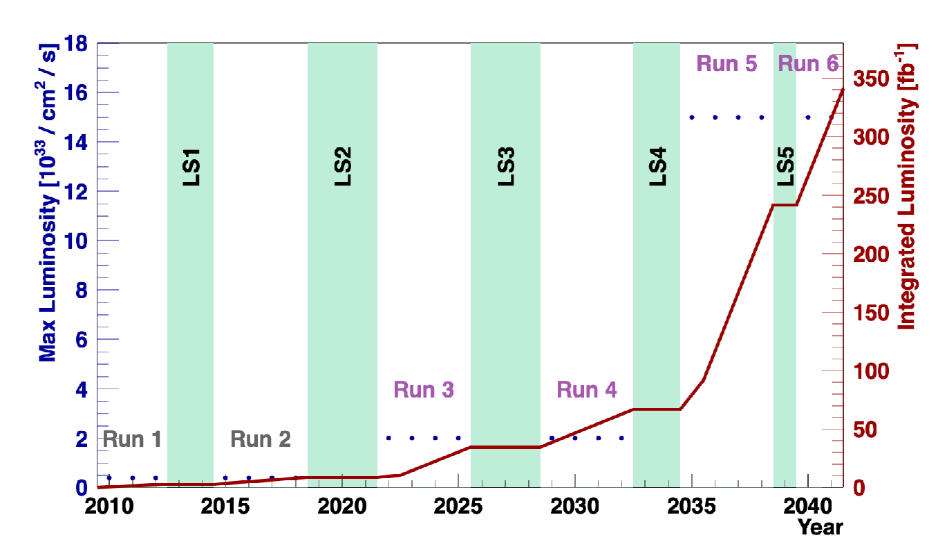 Max Luminosity [10³³ / cm² / s]
18
16
14
12
10
8
6
4
2
0
Run 1
LS1
Run 2
LS2
Run 3
LS3
Run 4
LS4
Run 5
LS5
Run 6
350
300
250
200
150
100
50
0
Integrated Luminosity [fb⁻¹]
2010 2015 2020 2025 2030 2035 2040
Year